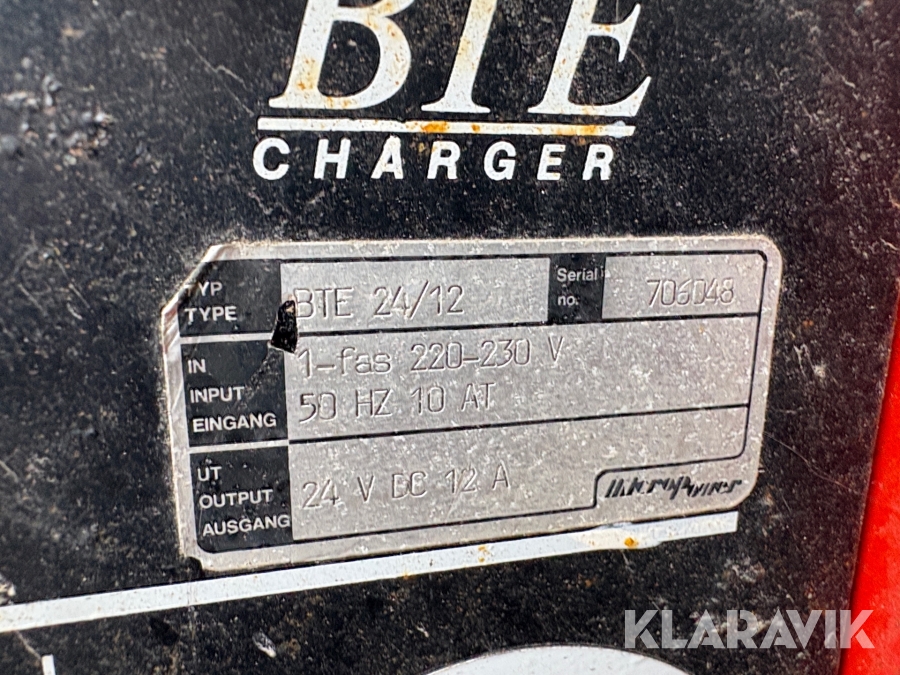 BTE
CHARGER
TYP
TYPE
BTE 24/12
Serial
no.
706048
IN
INPUT
EINGANG
1-fas 220-230 V
50 HZ 10 AT
UT
OUTPUT
AUSGANG
24 V DC 12 A
micropower
KLARAVIK